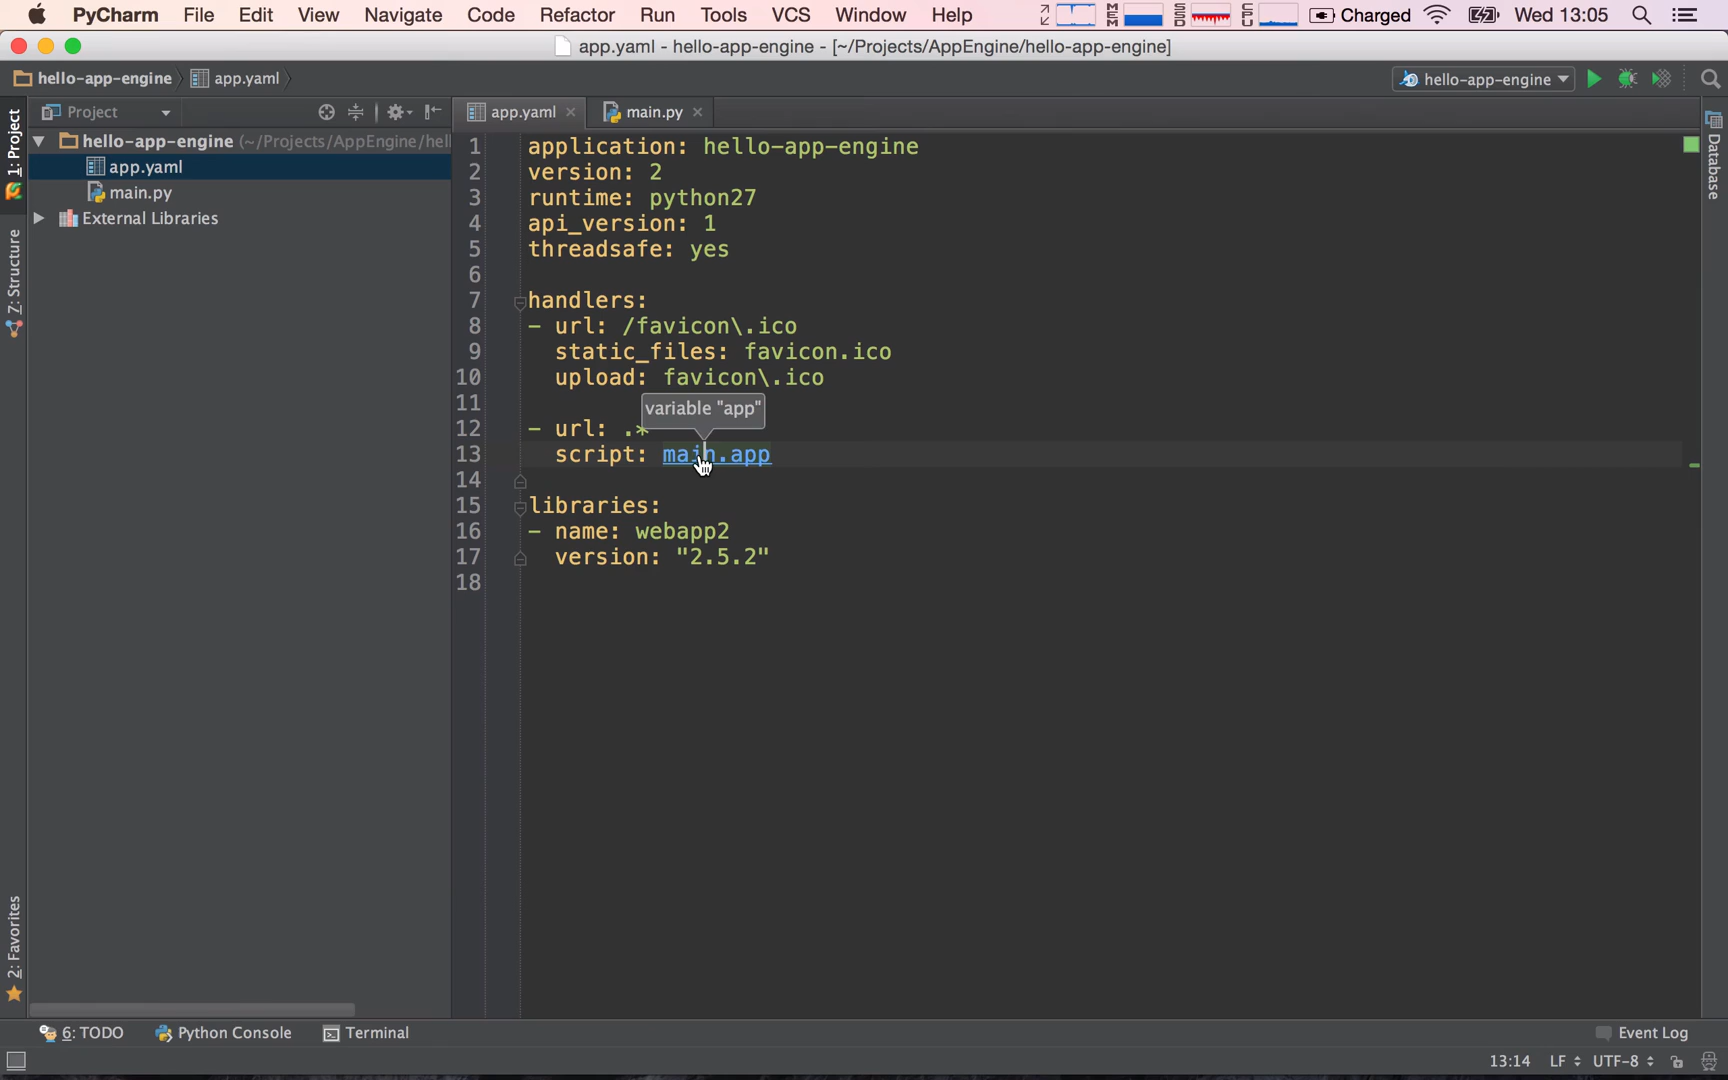 PyCharm File Edit View Navigate Code Refactor Run Tools VCS Window Help MEM SSD CPU Charged Wed 13:05
app.yaml - hello-app-engine - [~/Projects/AppEngine/hello-app-engine]
hello-app-engine app.yaml hello-app-engine
Project app.yaml main.py
1: Project
Z: Structure
2: Favorites
hello-app-engine (~/Projects/AppEngine/hell
app.yaml
main.py
External Libraries
1 application: hello-app-engine
2 version: 2
3 runtime: python27
4 api_version: 1
5 threadsafe: yes
6
7 handlers:
8 - url: /favicon\.ico
9 static_files: favicon.ico
10 upload: favicon\.ico
11
variable "app"
12 - url: .*
13 script: main.app
14
15 libraries:
16 - name: webapp2
17 version: "2.5.2"
18
Database
6: TODO Python Console Terminal Event Log
13:14 LF UTF-8